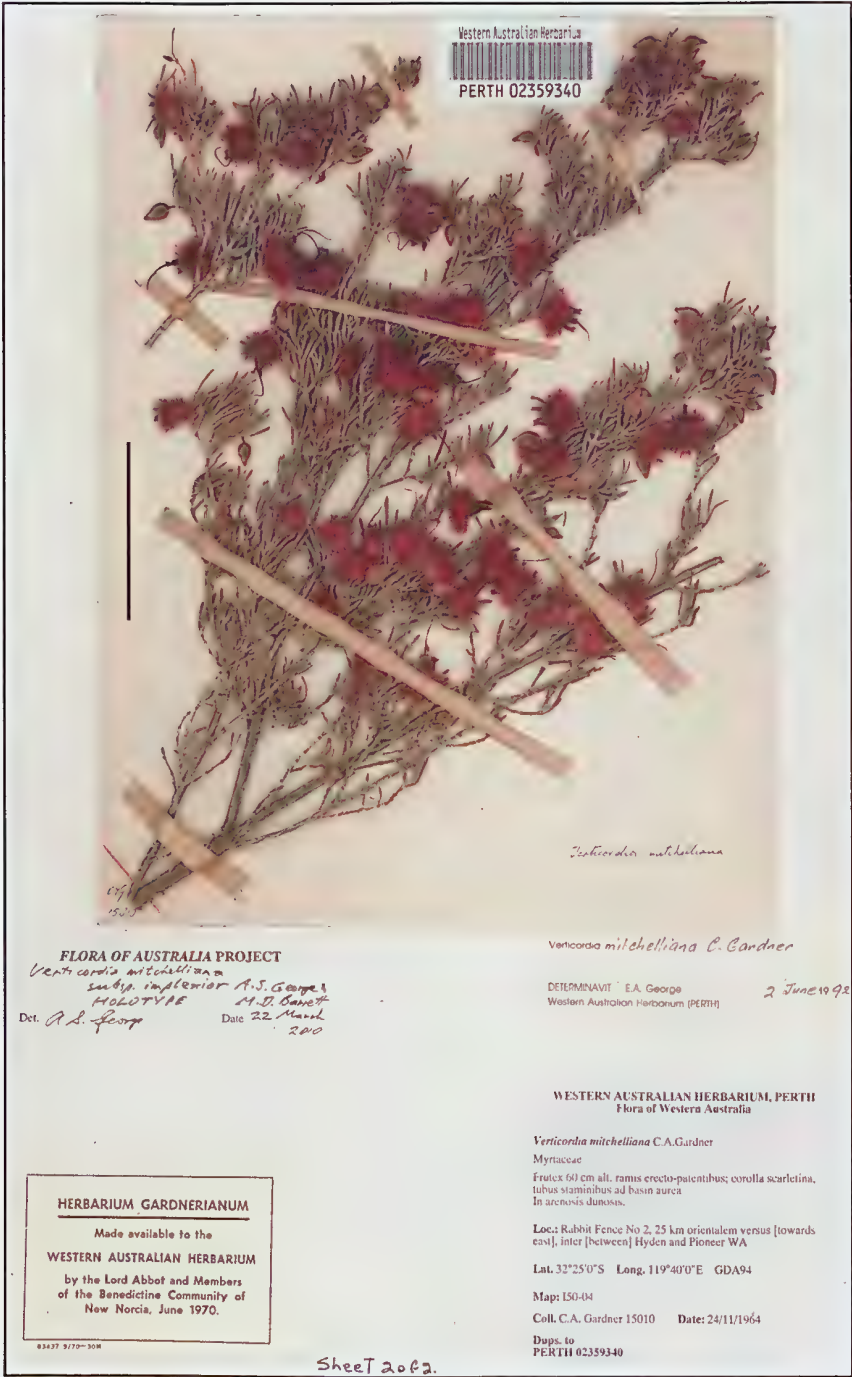 Western Australian Herbarium
PERTH 02359340
Verticordia mitchelliana
FLORA OF AUSTRALIA PROJECT
Verticordia mitchelliana
subsp. implexior A.S. George &
HOLOTYPE M.D. Barrett
Det. A S. George Date 22 March
2010
Verticordia mitchelliana C. Gardner
DETERMINAVIT E.A. George 2 June 1992
Western Australian Herbarium (PERTH)
WESTERN AUSTRALIAN HERBARIUM, PERTH
Flora of Western Australia
Verticordia mitchelliana C.A.Gardner
Myrtaceae
Frutex 60 cm alt. ramis erecto-patentibus; corolla scarletina,
tubus staminibus ad basin aurea
In arenosis dunosis.
Loc.: Rabbit Fence No 2, 25 km orientalem versus [towards
east], inter [between] Hyden and Pioneer WA
Lat. 32°25'0"S Long. 119°40'0"E GDA94
Map: I50-04
Coll. C.A. Gardner 15010 Date: 24/11/1964
Dups. to
PERTH 02359340
HERBARIUM GARDNERIANUM
Made available to the
WESTERN AUSTRALIAN HERBARIUM
by the Lord Abbot and Members
of the Benedictine Community of
New Norcia, June 1970.
83437 9/70—30M
Sheet 2 of 2.